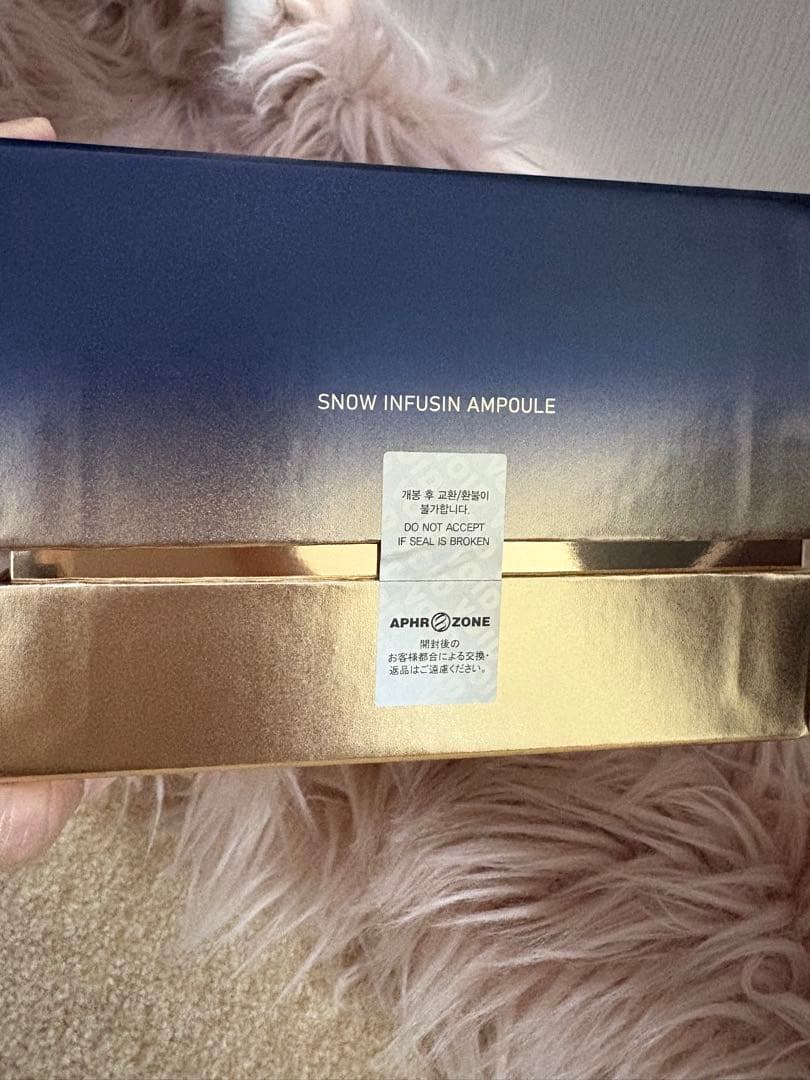 SNOW INFUSIN AMPOULE
개봉 후 교환/환불이
불가합니다.
DO NOT ACCEPT
IF SEAL IS BROKEN
APHROZONE
開封後の
お客様都合による交換・
返品はご遠慮ください。